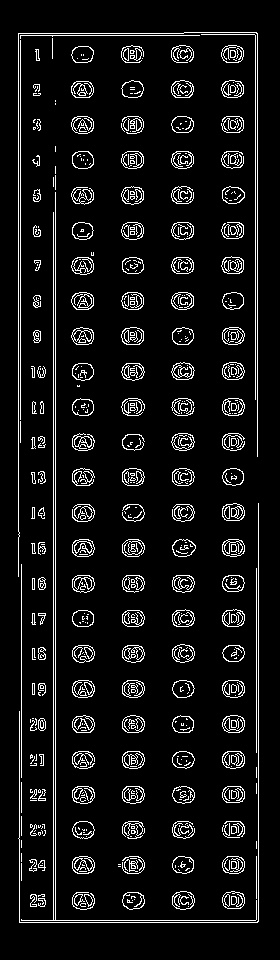 1 B C D
2 A C D
3 A B D
4 B C D
5 A B C
6 B C D
7 A C D
8 A B C
9 A B D
10 B C D
11 B C D
12 A C D
13 A B C
14 A C D
15 A B D
16 A B C
17 B C D
18 A B C
19 A B D
20 A B D
21 A B D
22 A B D
23 B C D
24 A B D
25 A C D